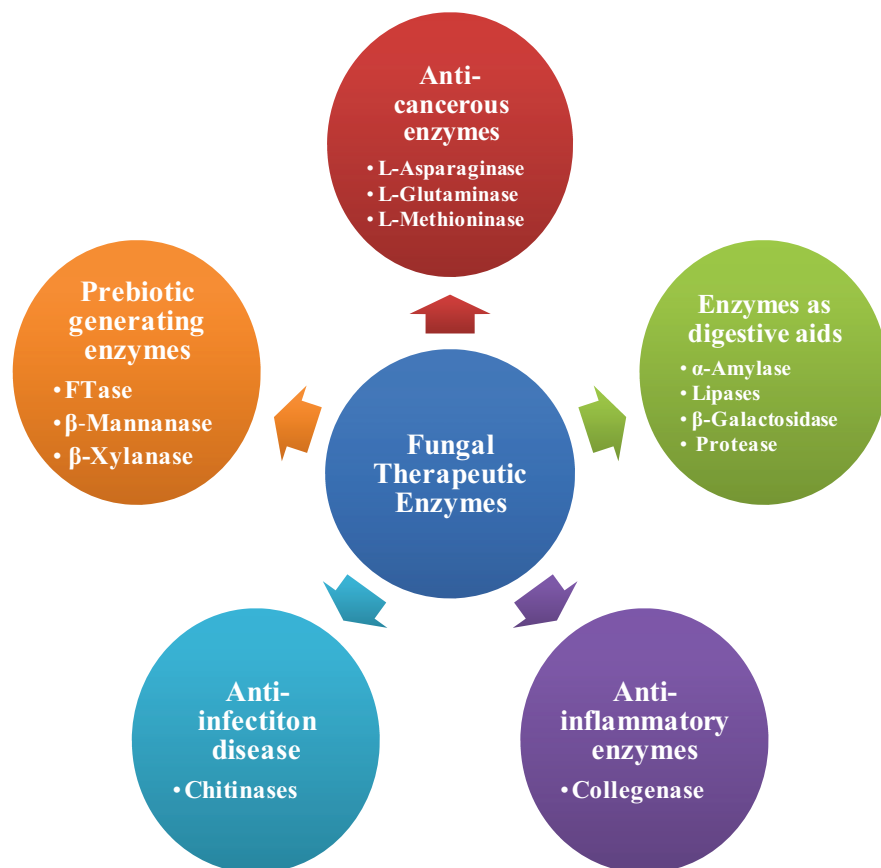 Anti-
cancerous
enzymes
• L-Asparaginase
• L-Glutaminase
• L-Methioninase
Prebiotic
generating
enzymes
• FTase
• β-Mannanase
• β-Xylanase
Enzymes as
digestive aids
• α-Amylase
• Lipases
• β-Galactosidase
• Protease
Fungal
Therapeutic
Enzymes
Anti-
infectiton
disease
• Chitinases
Anti-
inflammatory
enzymes
• Collegenase